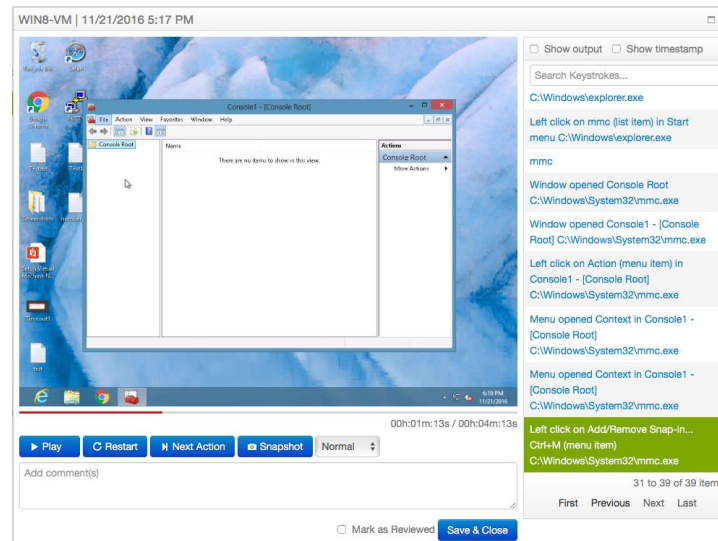 WIN8-VM | 11/21/2016 5:17 PM
Recycle Bin
Google
Chrome
Console1 - [Console Root]
File Action View Favorites Window Help
Console Root
Name
There are no items to show in this view.
Actions
Console Root
More Actions
Screenshots
Setup Virtual
Machine N...
Timeout1
test
6:18 PM
11/21/2016
00h:01m:13s / 00h:04m:13s
Play
Restart
Next Action
Snapshot
Normal
Add comment(s)
Mark as Reviewed
Save & Close
Show output
Show timestamp
Search Keystrokes...
C:\Windows\explorer.exe
Left click on mmc (list item) in Start
menu C:\Windows\explorer.exe
mmc
Window opened Console Root
C:\Windows\System32\mmc.exe
Window opened Console1 - [Console
Root] C:\Windows\System32\mmc.exe
Left click on Action (menu item) in
Console1 - [Console Root]
C:\Windows\System32\mmc.exe
Menu opened Context in Console1 -
[Console Root]
C:\Windows\System32\mmc.exe
Menu opened Context in Console1 -
[Console Root]
C:\Windows\System32\mmc.exe
Left click on Add/Remove Snap-in...
Ctrl+M (menu item)
C:\Windows\System32\mmc.exe
31 to 39 of 39 item
First Previous Next Last